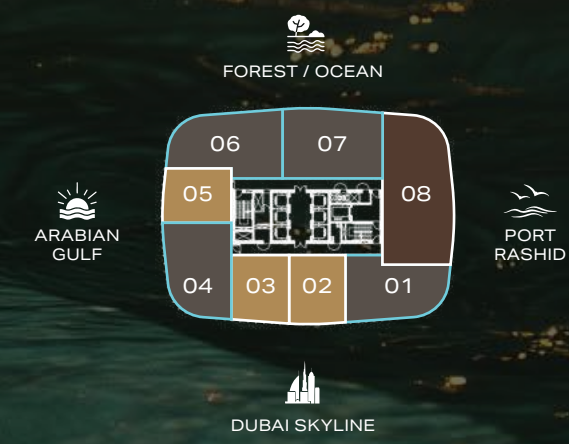 FOREST / OCEAN
06
07
05
08
ARABIAN
GULF
PORT
RASHID
04
03
02
01
DUBAI SKYLINE